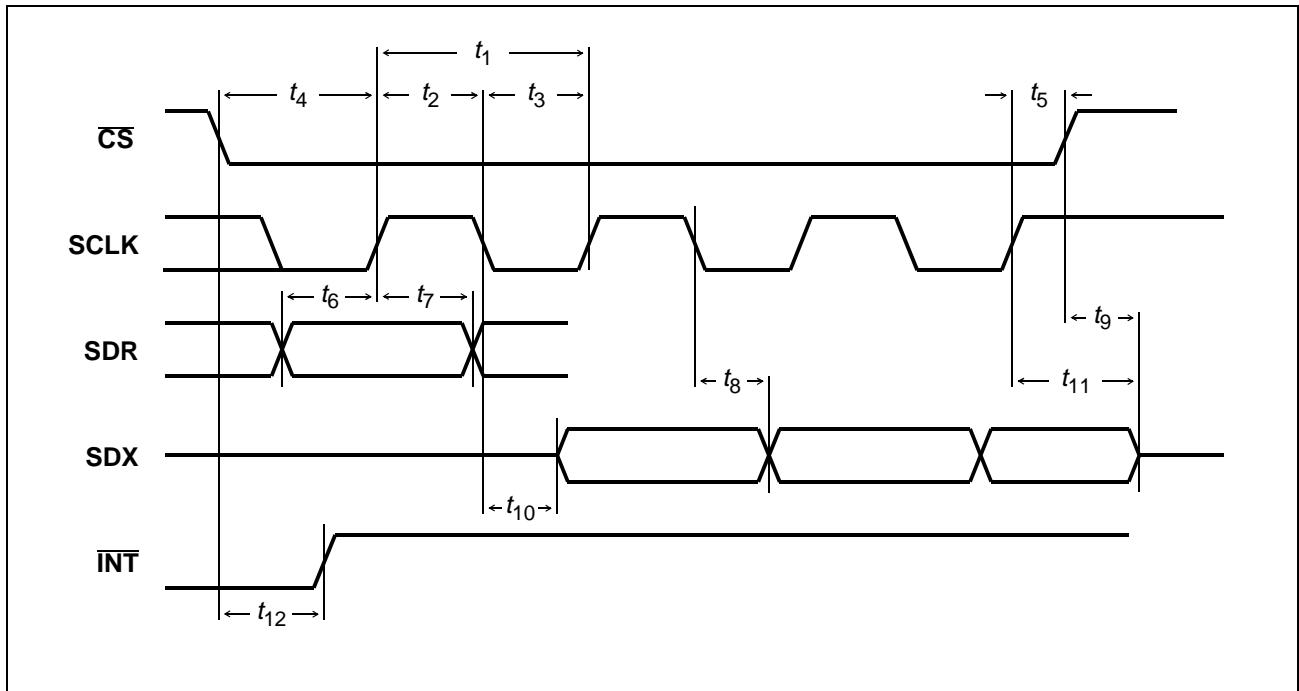 t1
t4 t2 t3 t5
CS
SCLK
t6 t7
t9
SDR
t8 t11
SDX
t10
INT
t12